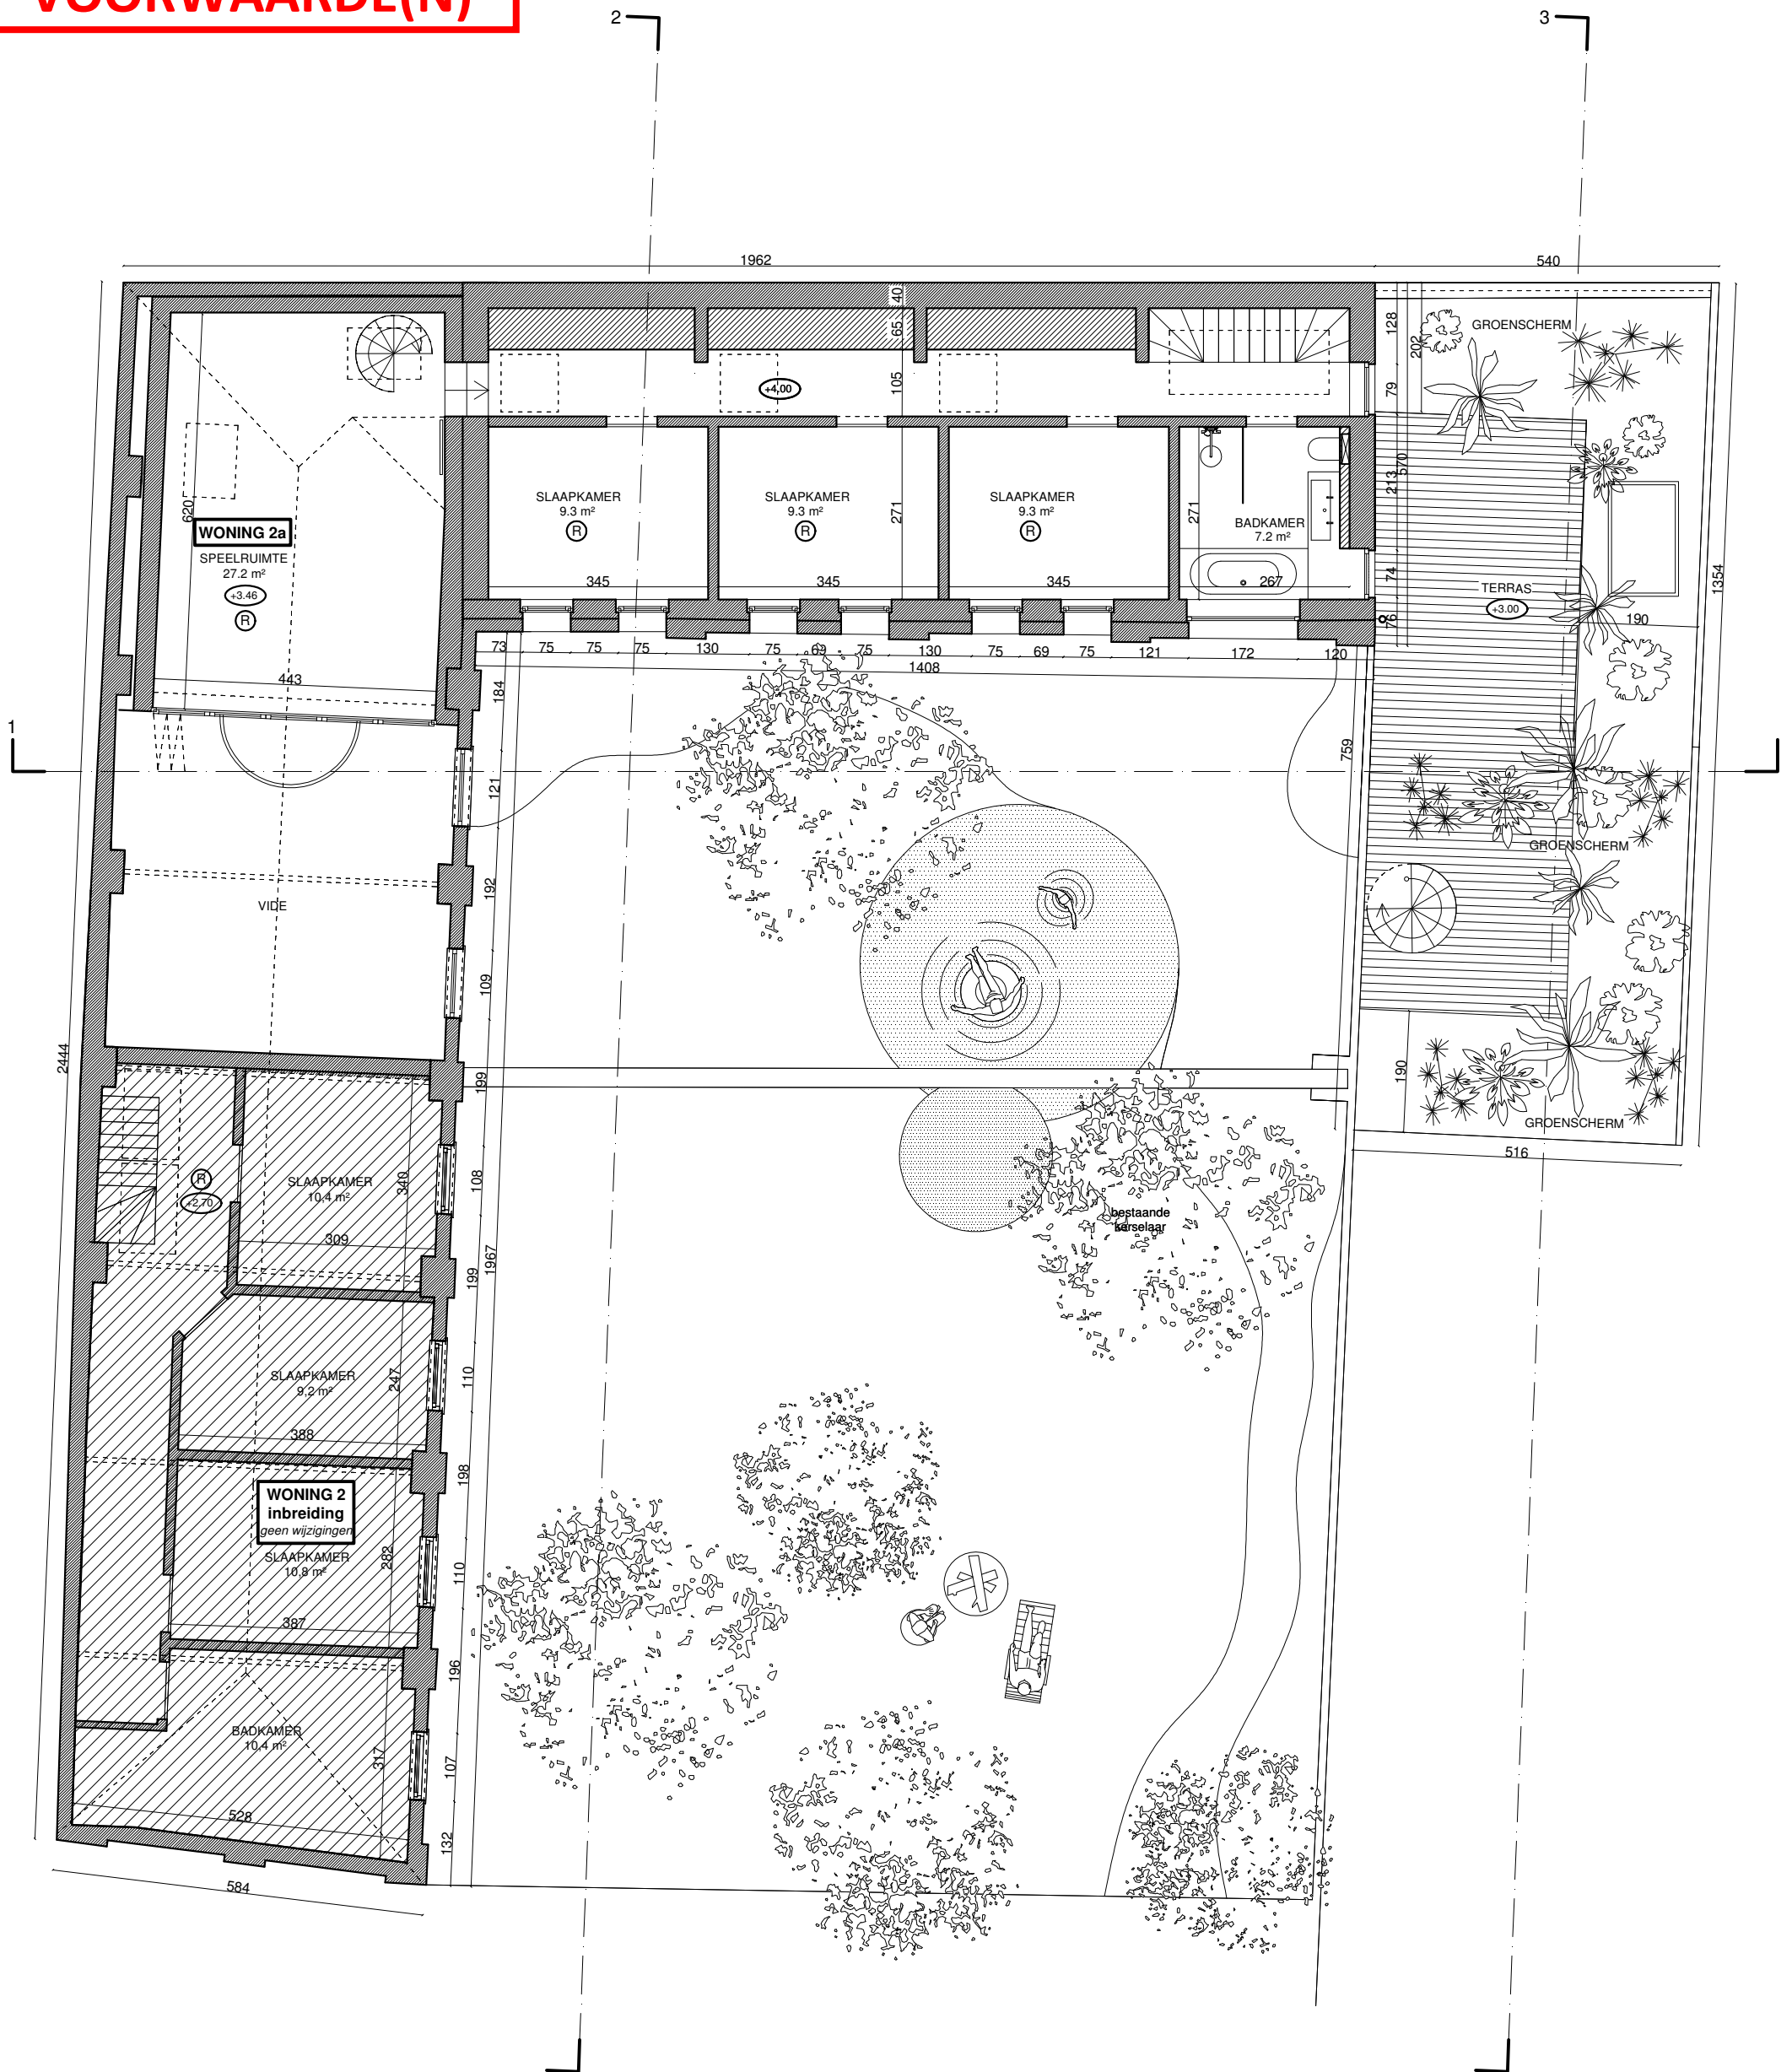 VOORWAARDE(N)
2
3
1962
540
GROENSCHERM
40
65
105
+4,00
128
202
79
213
570
74
76
WONING 2a
SPEELRUIMTE
27.2 m²
+3.46
R
620
443
SLAAPKAMER
9.3 m²
R
345
SLAAPKAMER
9.3 m²
R
345
271
SLAAPKAMER
9.3 m²
R
345
271
BADKAMER
7.2 m²
267
TERRAS
+3.00
190
1354
73
75
75
75
130
75
69
75
130
75
69
75
121
172
120
1408
184
1
121
759
GROENSCHERM
192
VIDE
109
2444
199
190
GROENSCHERM
516
R
+2,70
SLAAPKAMER
10,4 m²
340
309
108
bestaande
kerselaar
199
1967
SLAAPKAMER
9,2 m²
247
388
110
198
WONING 2
inbreiding
geen wijzigingen
SLAAPKAMER
10,8 m²
282
387
110
196
BADKAMER
10,4 m²
317
528
107
132
584